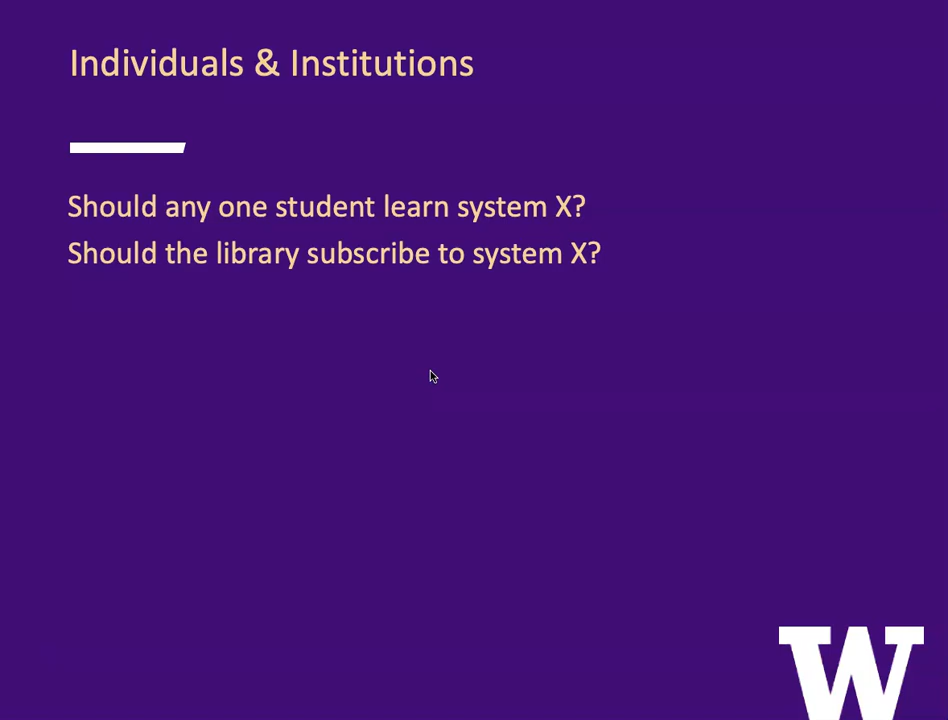 Individuals & Institutions
Should any one student learn system X?
Should the library subscribe to system X?
W